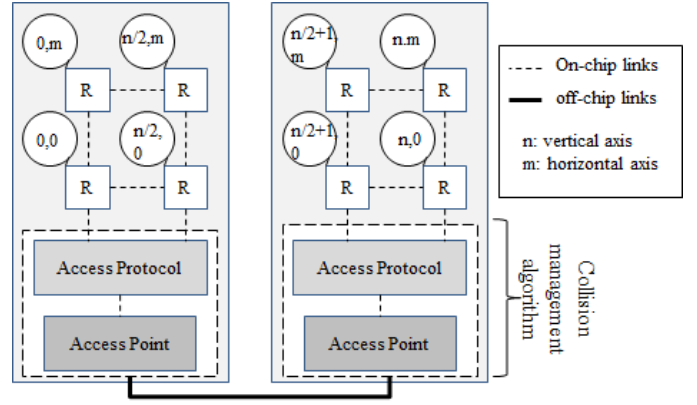 0,m
n/2,m
R
R
0,0
n/2,
0
R
R
Access Protocol
Access Point
n/2+1,
m
n.m
R
R
n/2+1,
0
n,0
R
R
Access Protocol
Access Point
On-chip links
off-chip links
n: vertical axis
m: horizontal axis
Collision
management
algorithm